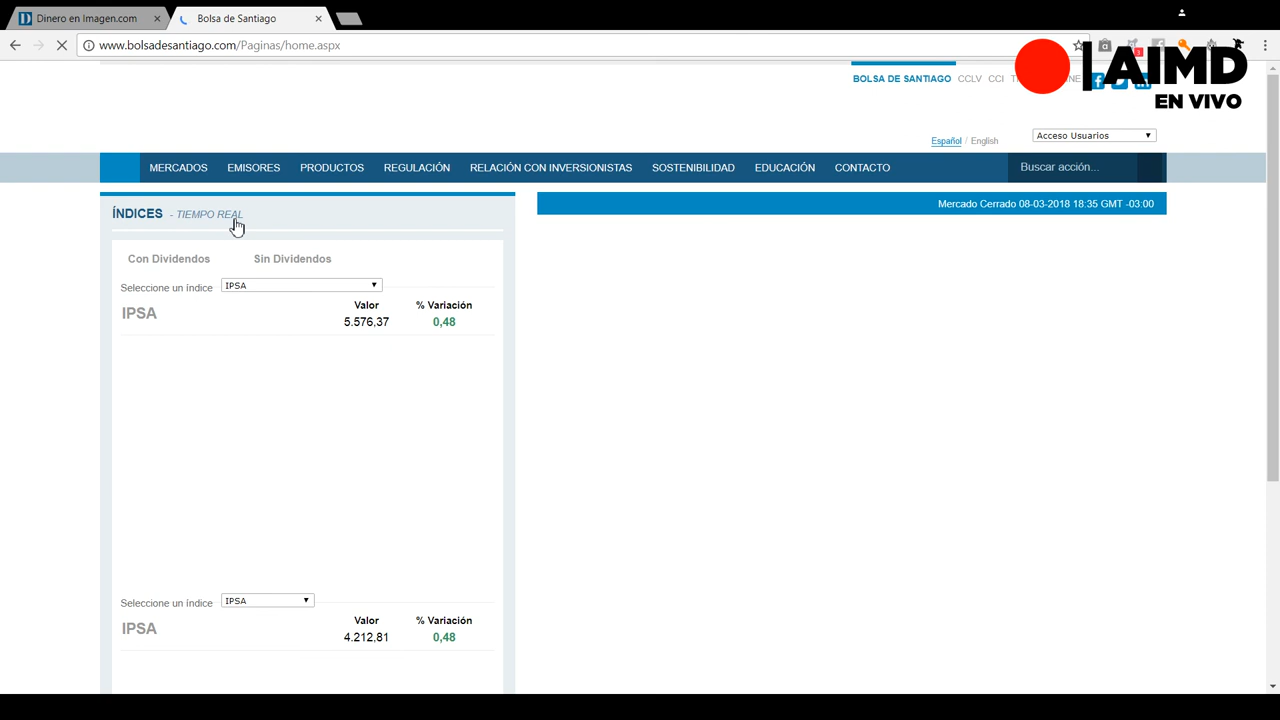 Dinero en Imagen.com
Bolsa de Santiago
www.bolsadesantiago.com/Paginas/home.aspx
AIMD
EN VIVO
BOLSA DE SANTIAGO CCLV CCI
Español / English
Acceso Usuarios
MERCADOS EMISORES PRODUCTOS REGULACIÓN RELACIÓN CON INVERSIONISTAS SOSTENIBILIDAD EDUCACIÓN CONTACTO Buscar acción...
ÍNDICES - TIEMPO REAL
Mercado Cerrado 08-03-2018 18:35 GMT -03:00
Con Dividendos Sin Dividendos
Seleccione un índice IPSA
Valor % Variación
IPSA
5.576,37 0,48
Seleccione un índice IPSA
Valor % Variación
IPSA
4.212,81 0,48